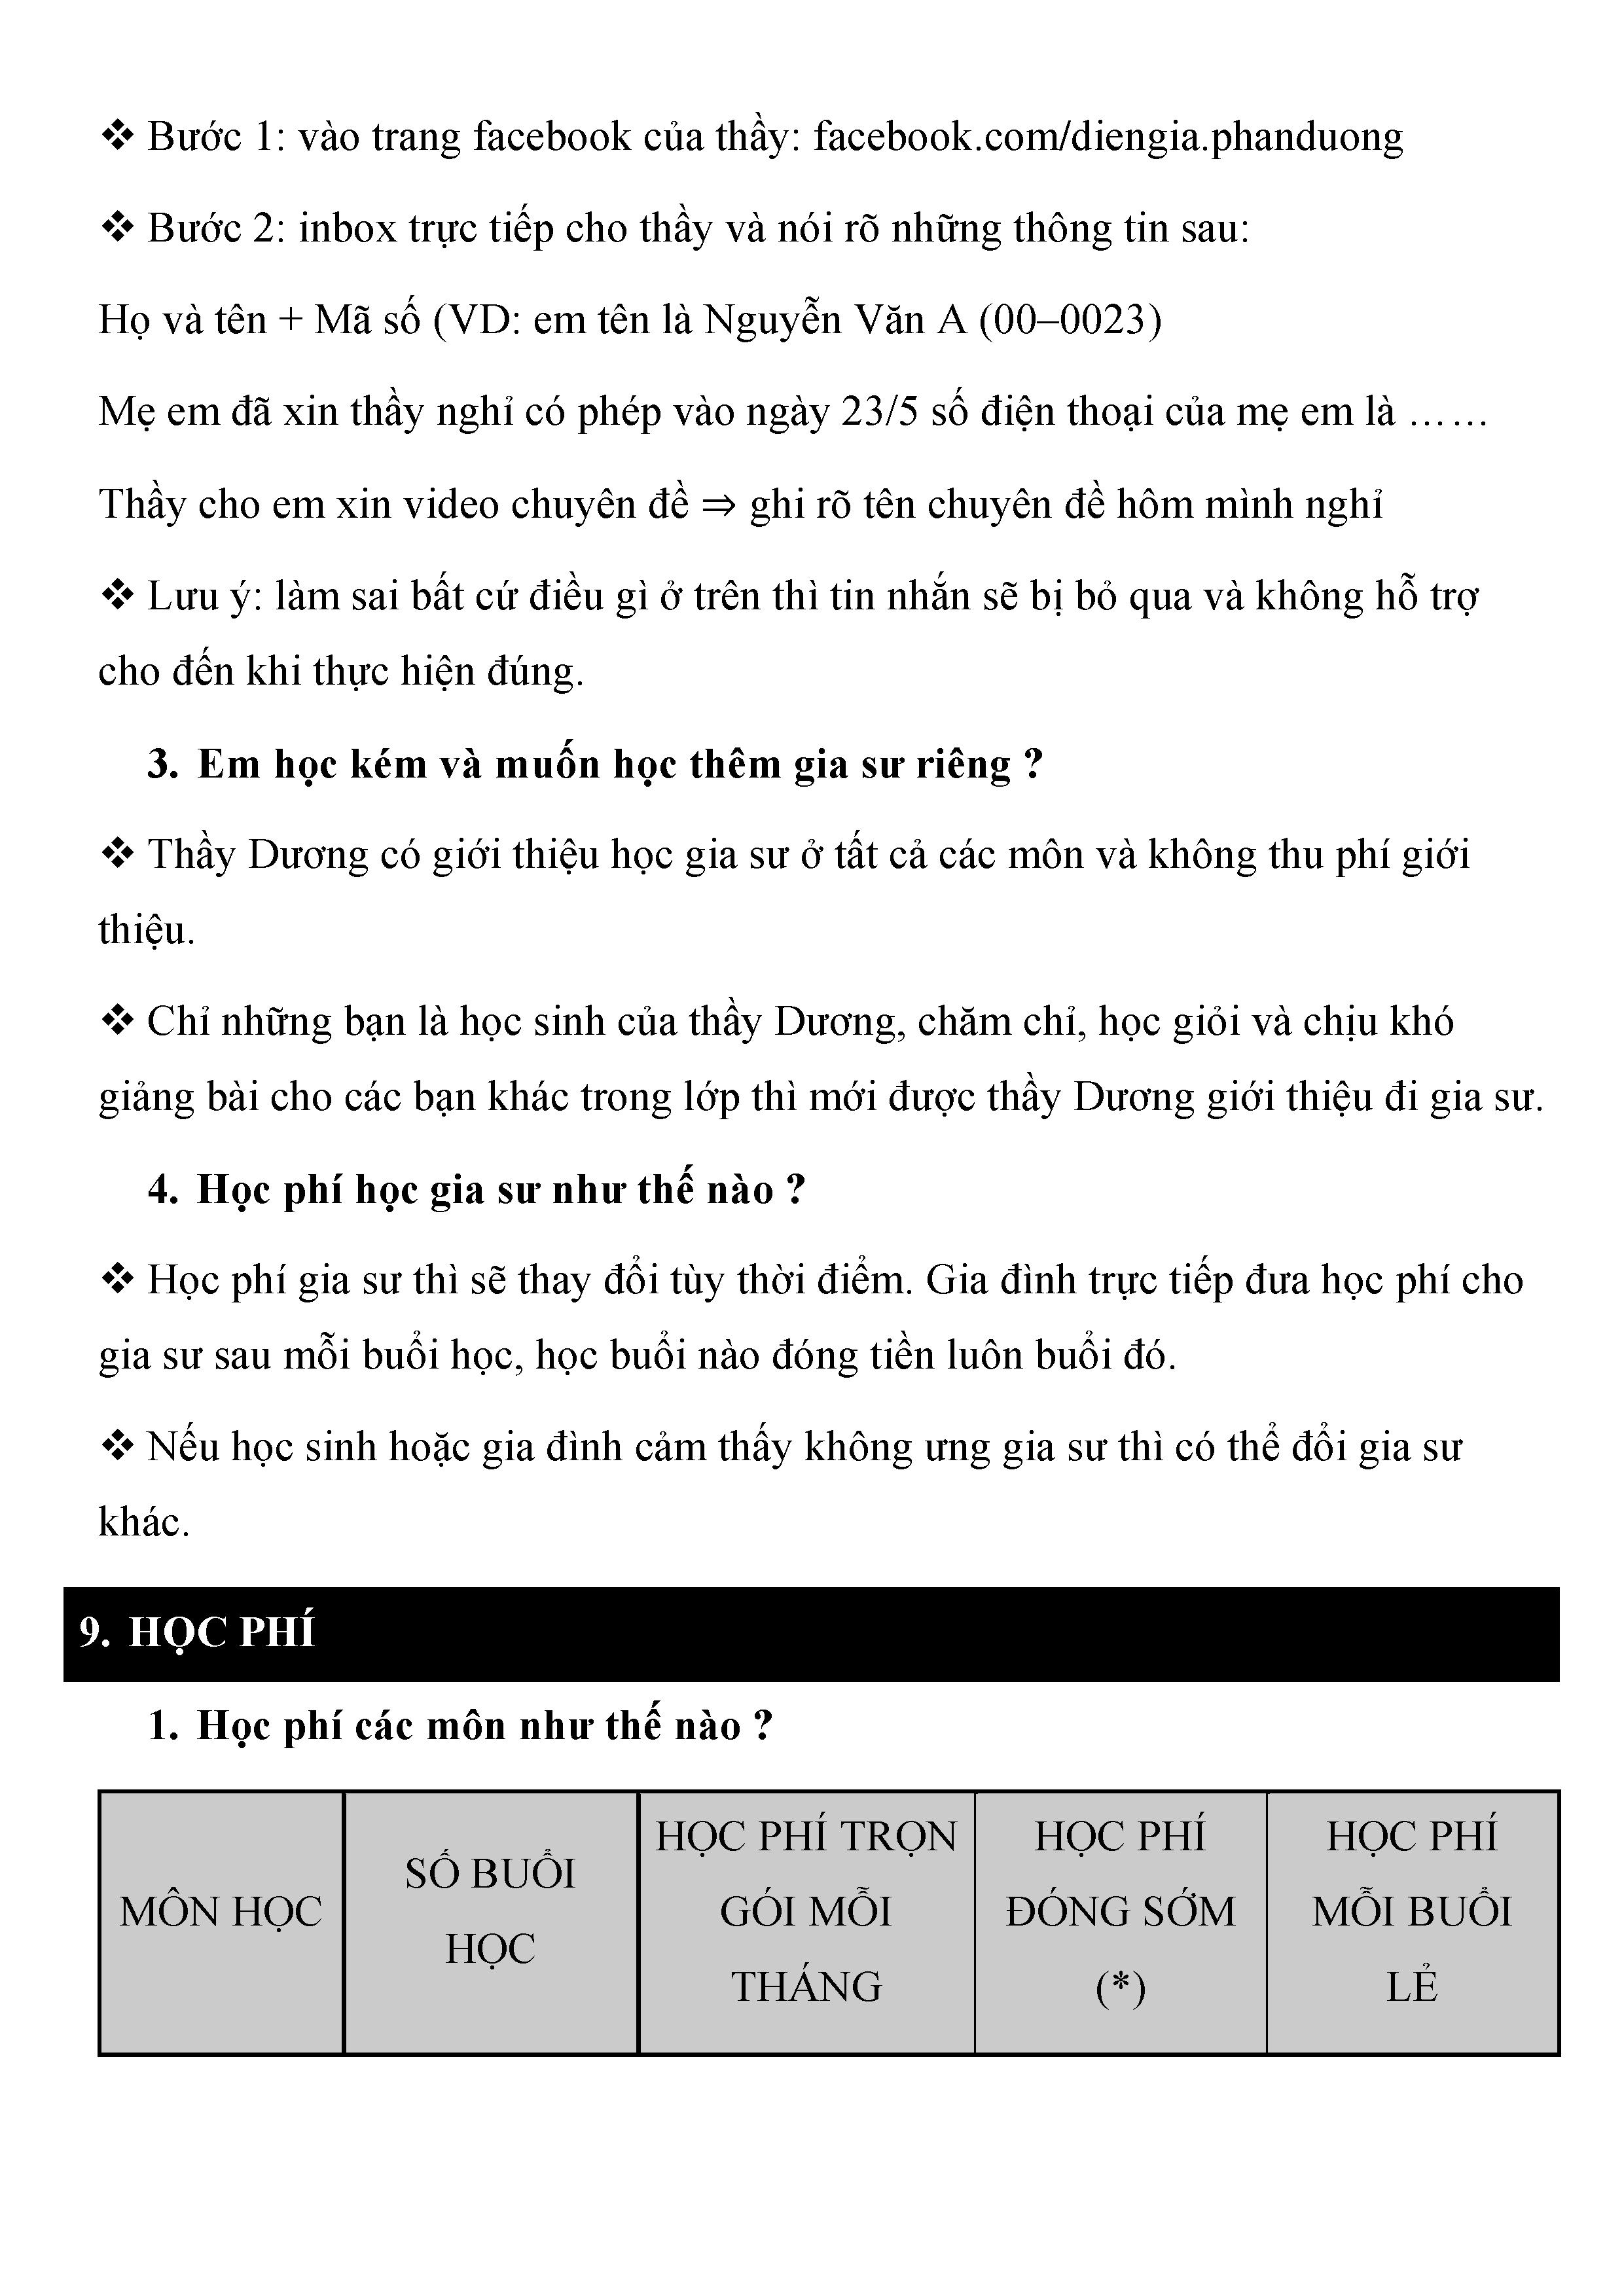 ❖ Bước 1: vào trang facebook của thầy: facebook.com/diengia.phanduong
❖ Bước 2: inbox trực tiếp cho thầy và nói rõ những thông tin sau:
Họ và tên + Mã số (VD: em tên là Nguyễn Văn A (00–0023)
Mẹ em đã xin thầy nghỉ có phép vào ngày 23/5 số điện thoại của mẹ em là ……
Thầy cho em xin video chuyên đề ⇒ ghi rõ tên chuyên đề hôm mình nghỉ
❖ Lưu ý: làm sai bất cứ điều gì ở trên thì tin nhắn sẽ bị bỏ qua và không hỗ trợ
cho đến khi thực hiện đúng.
3. Em học kém và muốn học thêm gia sư riêng ?
❖ Thầy Dương có giới thiệu học gia sư ở tất cả các môn và không thu phí giới
thiệu.
❖ Chỉ những bạn là học sinh của thầy Dương, chăm chỉ, học giỏi và chịu khó
giảng bài cho các bạn khác trong lớp thì mới được thầy Dương giới thiệu đi gia sư.
4. Học phí học gia sư như thế nào ?
❖ Học phí gia sư thì sẽ thay đổi tùy thời điểm. Gia đình trực tiếp đưa học phí cho
gia sư sau mỗi buổi học, học buổi nào đóng tiền luôn buổi đó.
❖ Nếu học sinh hoặc gia đình cảm thấy không ưng gia sư thì có thể đổi gia sư
khác.
9. HỌC PHÍ
1. Học phí các môn như thế nào ?
MÔN HỌC
SỐ BUỔI
HỌC
HỌC PHÍ TRỌN
GÓI MỖI
THÁNG
HỌC PHÍ
ĐÓNG SỚM
(*)
HỌC PHÍ
MỖI BUỔI
LẺ